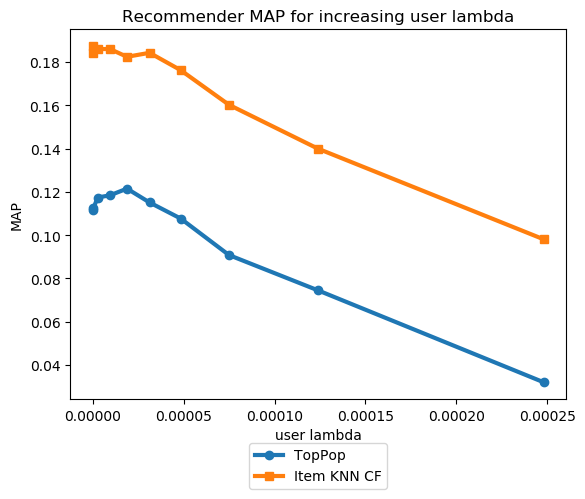 Recommender MAP for increasing user lambda
MAP
0.18
0.16
0.14
0.12
0.10
0.08
0.06
0.04
0.00000 0.00005 0.00010 0.00015 0.00020 0.00025
user lambda
TopPop
Item KNN CF